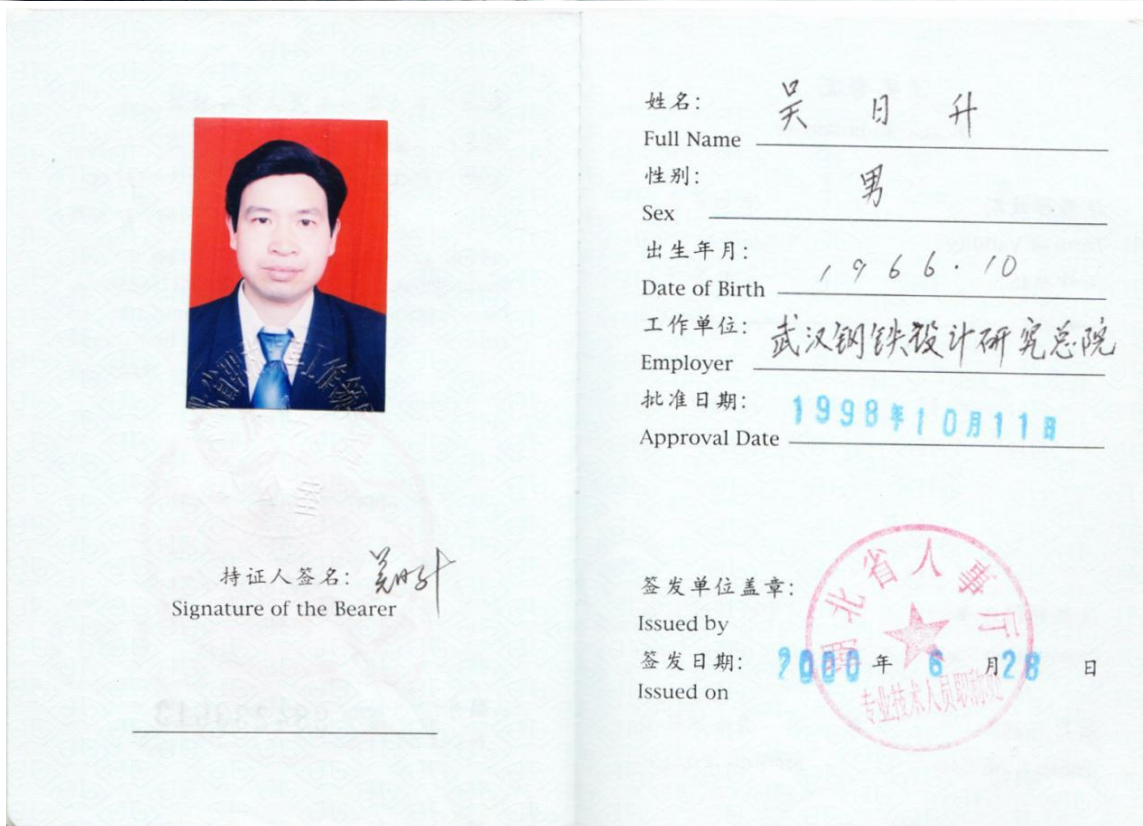 持证人签名：吴日升
Signature of the Bearer
姓名： 吴日升
Full Name
性别： 男
Sex
出生年月： 1966.10
Date of Birth
工作单位： 武汉钢铁设计研究总院
Employer
批准日期： 1998年10月11日
Approval Date
签发单位盖章：
Issued by
湖北省人事厅
专业技术人员职称处
签发日期： 2000年6月28日
Issued on